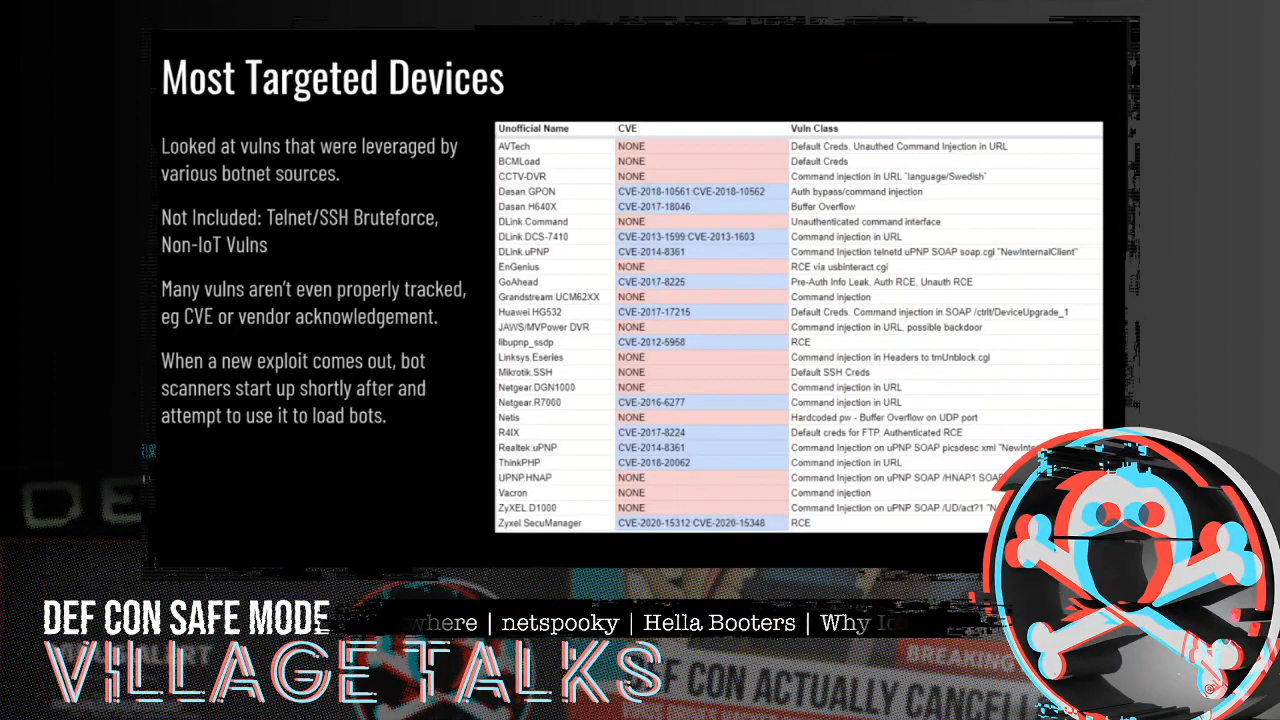 Most Targeted Devices
Looked at vulns that were leveraged by
various botnet sources.
Not Included: Telnet/SSH Bruteforce,
Non-IoT Vulns
Many vulns aren't even properly tracked,
eg CVE or vendor acknowledgement.
When a new exploit comes out, bot
scanners start up shortly after and
attempt to use it to load bots.
Unofficial Name CVE Vuln Class
AVTech NONE Default Creds, Unauthed Command Injection in URL
BCMLoad NONE Default Creds
CCTV-DVR NONE Command injection in URL `language/Swedish`
Dasan.GPON CVE-2018-10561:CVE-2018-10562 Auth bypass/command injection
Dasan.H640X CVE-2017-18046 Buffer Overflow
DLink.Command NONE Unauthenticated command interface
DLink.DCS-7410 CVE-2013-1599:CVE-2013-1603 Command injection in URL
DLink.uPNP CVE-2014-8361 Command Injection telnetd uPNP SOAP soap.cgI "NewInternalClient"
EnGenius NONE RCE via usbinteract.cgi
GoAhead CVE-2017-8225 Pre-Auth Info Leak, Auth RCE, Unauth RCE
Grandstream UCM62XX NONE Command injection
Huawei HG532 CVE-2017-17215 Default Creds, Command injection in SOAP /ctrlt/DeviceUpgrade_1
JAWS/MVPower DVR NONE Command injection in URL, possible backdoor
libupnp_ssdp CVE-2012-5958 RCE
Linksys.Eseries NONE Command injection in Headers to tmUnblock.cgi
Mikrotik.SSH NONE Default SSH Creds
Netgear.DGN1000 NONE Command injection in URL
Netgear.R7000 CVE-2016-6277 Command injection in URL
Netis NONE Hardcoded pw - Buffer Overflow on UDP port
R4IX CVE-2017-8224 Default creds for FTP, Authenticated RCE
Realtek.uPNP CVE-2014-8361 Command Injection on uPNP SOAP picsdesc.xml "NewInte
ThinkPHP CVE-2018-20062 Command injection in URL
UPNP.HNAP NONE Command Injection on uPNP SOAP /HNAP1 SOAP
Vacron NONE Command injection
ZyXEL.D1000 NONE Command Injection on uPNP SOAP /UD/act?1 "N
Zyxel.SecuManager CVE-2020-15312 CVE-2020-15348 RCE
DEF CON SAFE MODE
where | netspooky | Hella Booters | Why Io
VILLAGE TALKS
BREAKING
DEF CON ACTUALLY CANCELL